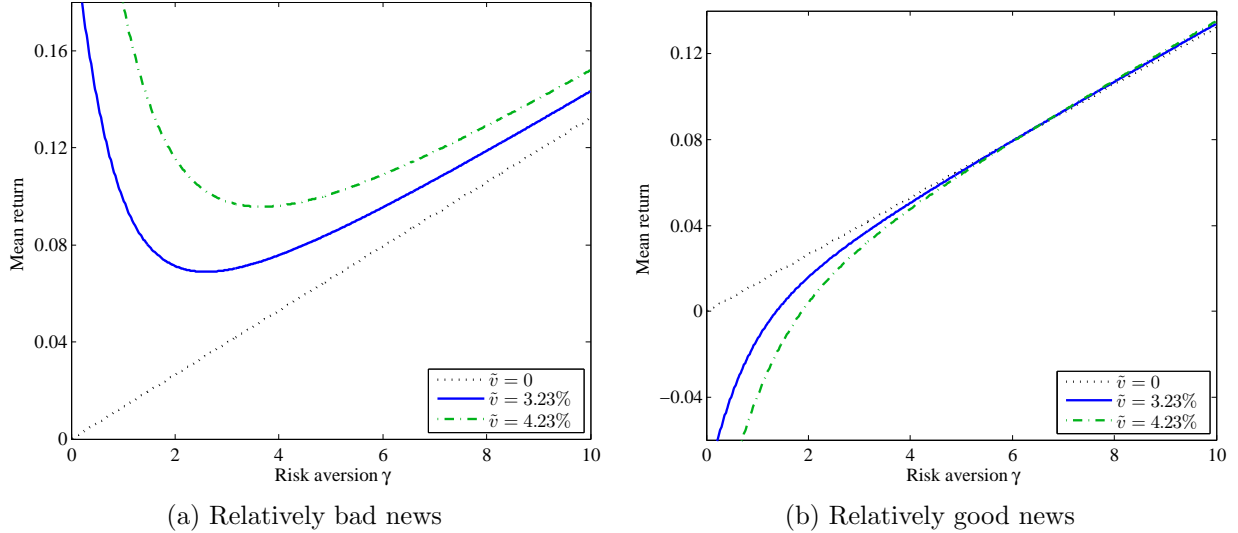 0.16
0.12
0.08
0.04
0
Mean return
0 2 4 6 8 10
Risk aversion γ
ṽ = 0
ṽ = 3.23%
ṽ = 4.23%
(a) Relatively bad news
0.12
0.08
0.04
0
−0.04
Mean return
0 2 4 6 8 10
Risk aversion γ
ṽ = 0
ṽ = 3.23%
ṽ = 4.23%
(b) Relatively good news